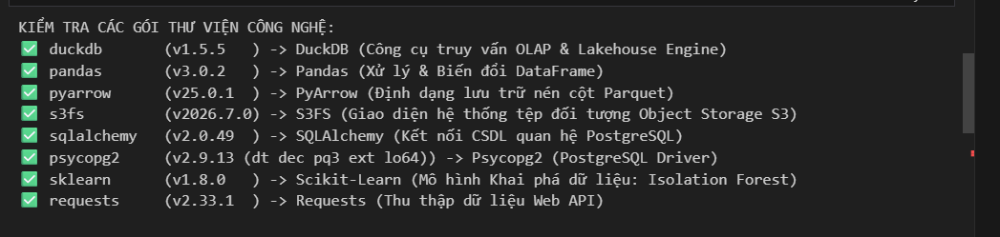 KIỂM TRA CÁC GÓI THƯ VIỆN CÔNG NGHỆ:
✅ duckdb       (v1.5.5   ) -> DuckDB (Công cụ truy vấn OLAP & Lakehouse Engine)
✅ pandas       (v3.0.2   ) -> Pandas (Xử lý & Biến đổi DataFrame)
✅ pyarrow      (v25.0.1  ) -> PyArrow (Định dạng lưu trữ nén cột Parquet)
✅ s3fs         (v2026.7.0) -> S3FS (Giao diện hệ thống tệp đối tượng Object Storage S3)
✅ sqlalchemy   (v2.0.49  ) -> SQLAlchemy (Kết nối CSDL quan hệ PostgreSQL)
✅ psycopg2     (v2.9.13 (dt dec pq3 ext lo64)) -> Psycopg2 (PostgreSQL Driver)
✅ sklearn      (v1.8.0   ) -> Scikit-Learn (Mô hình Khai phá dữ liệu: Isolation Forest)
✅ requests     (v2.33.1  ) -> Requests (Thu thập dữ liệu Web API)